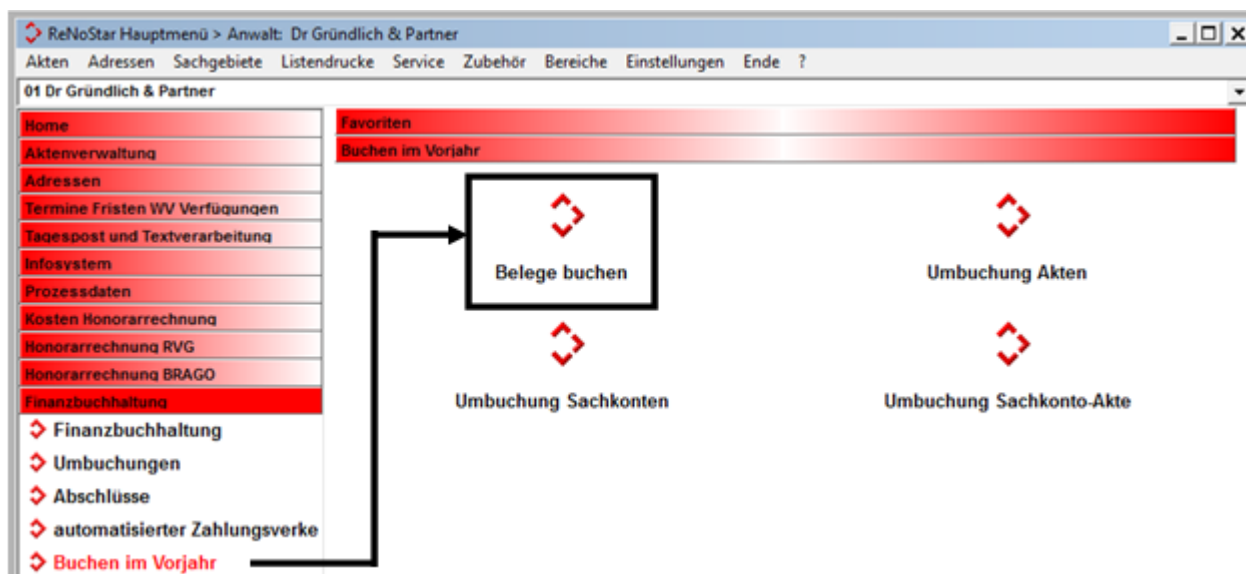 ReNoStar Hauptmenü > Anwalt: Dr Gründlich & Partner
Akten Adressen Sachgebiete Listendrucke Service Zubehör Bereiche Einstellungen Ende ?
01 Dr Gründlich & Partner
Home
Aktenverwaltung
Adressen
Termine Fristen WV Verfügungen
Tagespost und Textverarbeitung
Infosystem
Prozessdaten
Kosten Honorarrechnung
Honorarrechnung RVG
Honorarrechnung BRAGO
Finanzbuchhaltung
Finanzbuchhaltung
Umbuchungen
Abschlüsse
automatisierter Zahlungsverke
Buchen im Vorjahr
Favoriten
Buchen im Vorjahr
Belege buchen
Umbuchung Akten
Umbuchung Sachkonten
Umbuchung Sachkonto-Akte